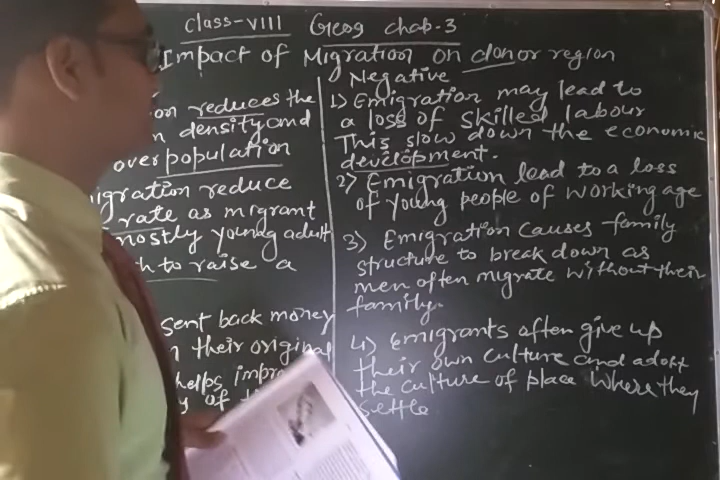 class-VIII Geog chap-3
Impact of Migration on donor region
reduces the
density and
over population
reduce
rate as migrant
mostly young adult
to raise a
sent back money
their original
helps
of
Negative
1) Emigration may lead to
a loss of skilled labour
This slow down the economic
development.
2) Emigration lead to a loss
of young people of working age
3) Emigration causes family
structure to break down as
men often migrate without their
family.
4) emigrants often give up
their own culture and adopt
the culture of place where they
settle